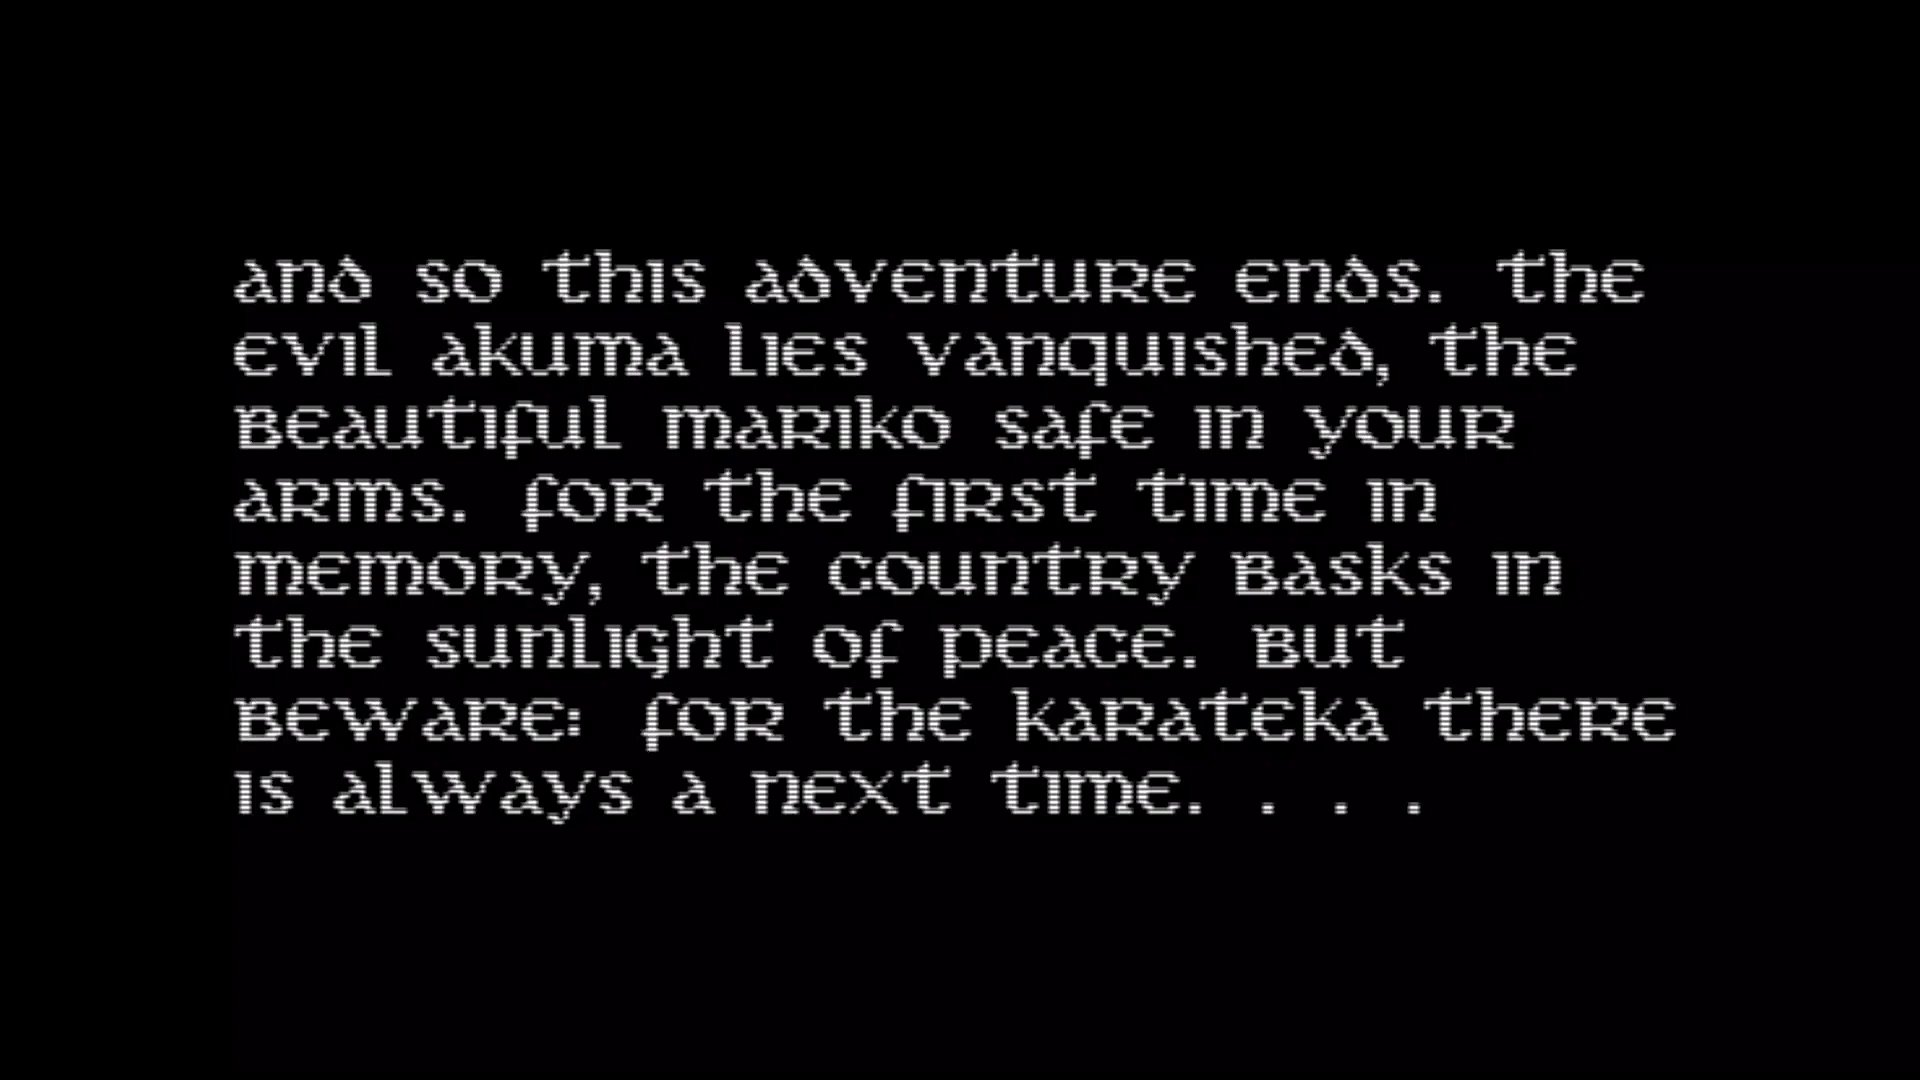 and so this adventure ends.  the
evil akuma lies vanquished, the
beautiful mariko safe in your
arms.  for the first time in
memory, the country basks in
the sunlight of peace.  but
beware:  for the karateka there
is always a next time. . . .